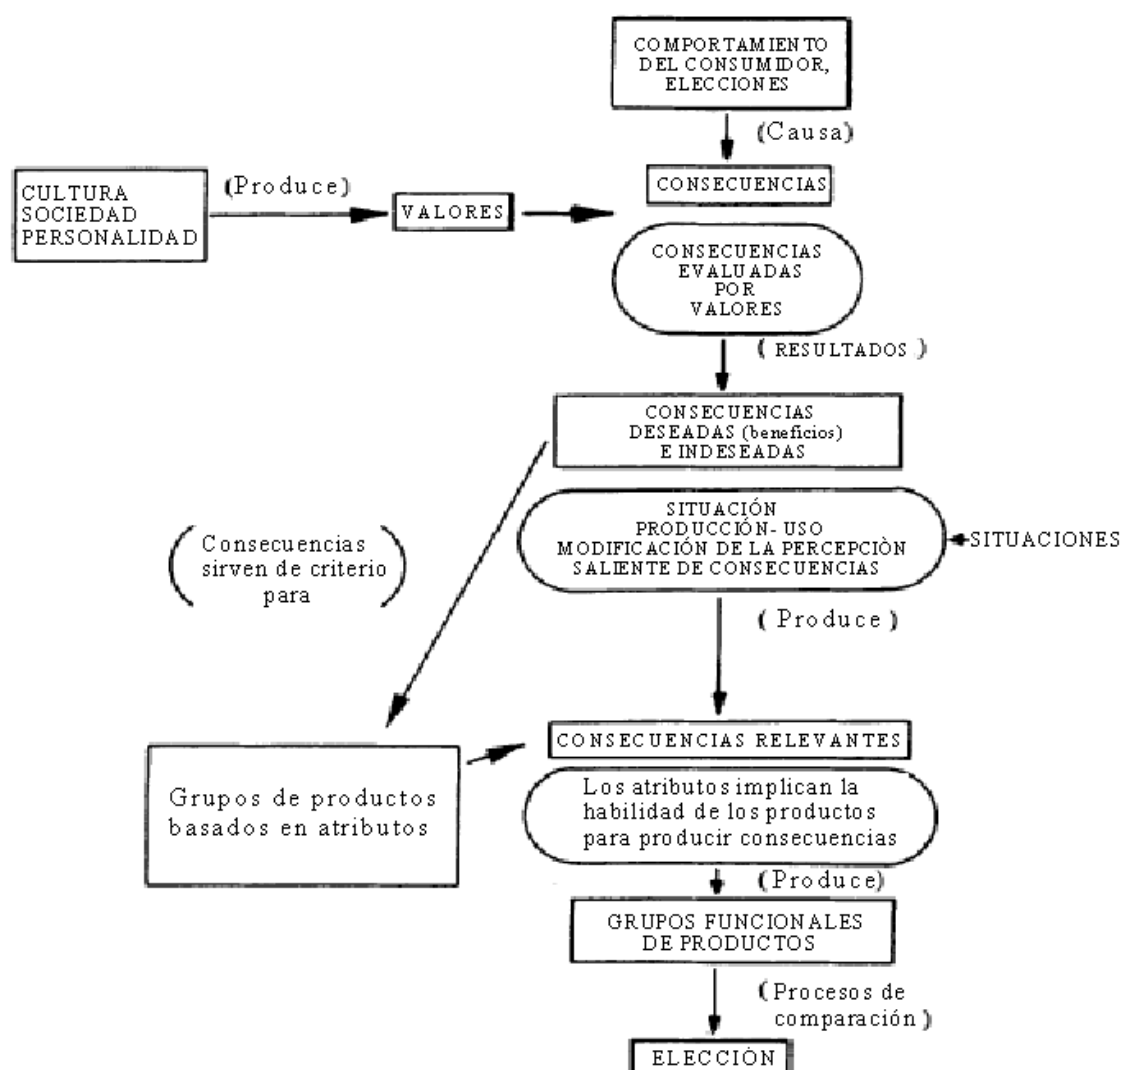 COMPORTAMIENTO
DEL CONSUMIDOR,
ELECCIONES
(Causa)
CONSECUENCIAS
CULTURA
SOCIEDAD
PERSONALIDAD
(Produce)
VALORES
CONSECUENCIAS
EVALUADAS
POR
VALORES
( RESULTADOS )
CONSECUENCIAS
DESEADAS (beneficios)
E INDESEADAS
SITUACIÓN
PRODUCCIÓN- USO
MODIFICACIÓN DE LA PERCEPCIÒN
SALIENTE DE CONSECUENCIAS
SITUACIONES
( Consecuencias
sirven de criterio
para )
( Produce )
CONSECUENCIAS RELEVANTES
Grupos de productos
basados en atributos
Los atributos implican la
habilidad de los productos
para producir consecuencias
(Produce)
GRUPOS FUNCIONALES
DE PRODUCTOS
( Procesos de
comparación )
ELECCIÓN